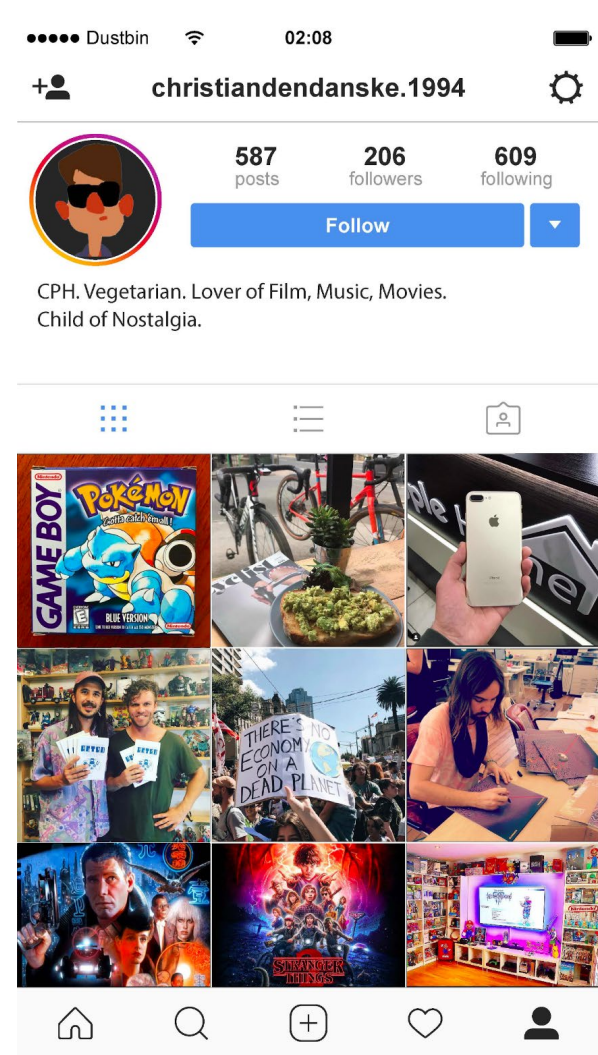 Dustbin 02:08
christiandendanske.1994
587 206 609
posts followers following
Follow
CPH. Vegetarian. Lover of Film, Music, Movies.
Child of Nostalgia.
Nintendo
GAME BOY
POKéMON
Gotta catch 'em all!
BLUE VERSION
E
iPhone
THERE'S NO
ECONOMY
ON A
DEAD PLANET
STRANGER
THINGS